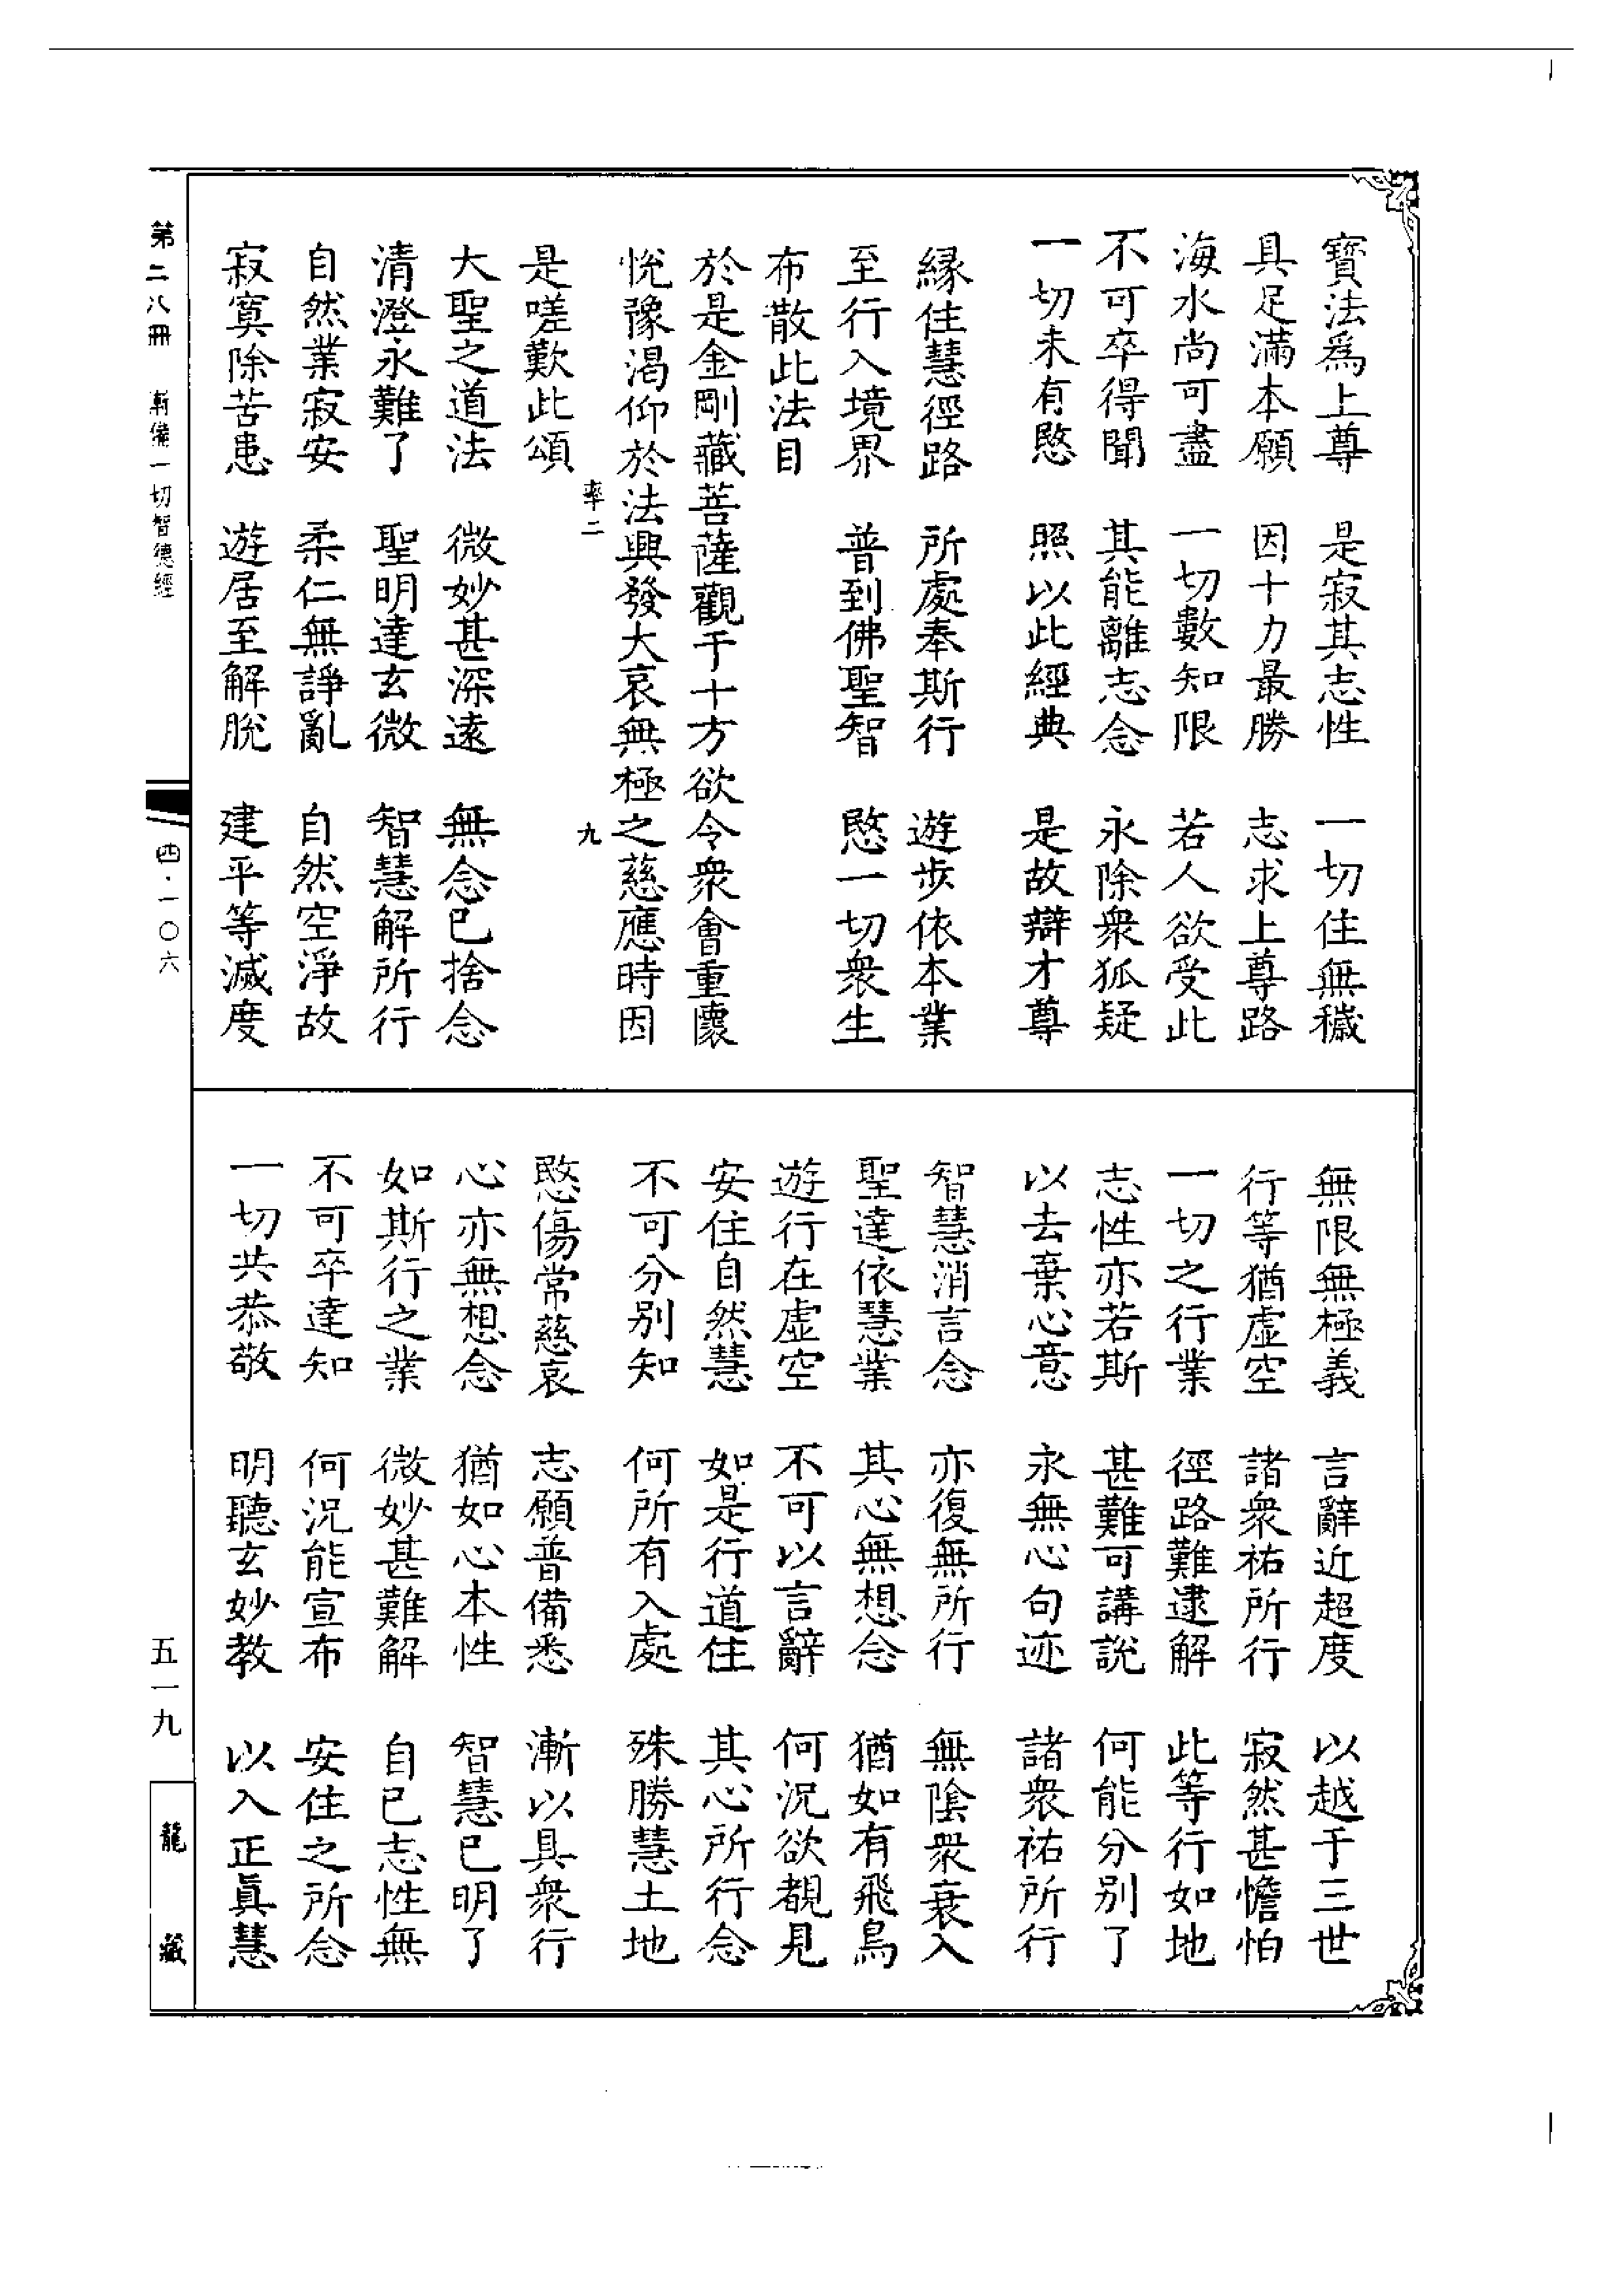 寶法爲上尊　是寂其志性　一切住無穢
具足滿本願　因十力最勝　志求上尊路
海水尚可盡　一切數知限　若人欲受此
不可卒得聞　其能離志念　永除衆狐疑
一切未有愍　照以此經典　是故辯才尊
緣住慧徑路　所處奉斯行　遊步依本業
至行入境界　普到佛聖智　愍一切衆生
布散此法目
於是金剛藏菩薩觀于十方欲令衆會重懷
悅豫渴仰於法興發大哀無極之慈應時因
率二　九
是嗟歎此頌
大聖之道法　微妙甚深遠　無念已捨念
清澄永難了　聖明達玄微　智慧解所行
自然業寂安　柔仁無諍亂　自然空淨故
寂寞除苦患　遊居至解脫　建平等滅度
無限無極義　言辭近超度　以越于三世
行等猶虛空　諸衆祐所行　寂然甚憺怕
一切之行業　徑路難逮解　此等行如地
志性亦若斯　甚難可講說　何能分別了
以去棄心意　永無心句迹　諸衆祐所行
智慧消言念　亦復無所行　無陰衆衰入
聖達依慧業　其心無想念　猶如有飛鳥
遊行在虛空　不可以言辭　何況欲覩見
安住自然慧　如是行道住　其心所行念
不可分别知　何所有入處　殊勝慧土地
愍傷常慈哀　志願普備悉　漸以具衆行
心亦無想念　猶如心本性　智慧已明了
如斯行之業　微妙甚難解　自已志性無
不可卒達知　何況能宣布　安住之所念
一切共恭敬　明聽玄妙教　以入正眞慧
第二八冊　漸備一切智德經　四·一〇六　五一九　龍藏